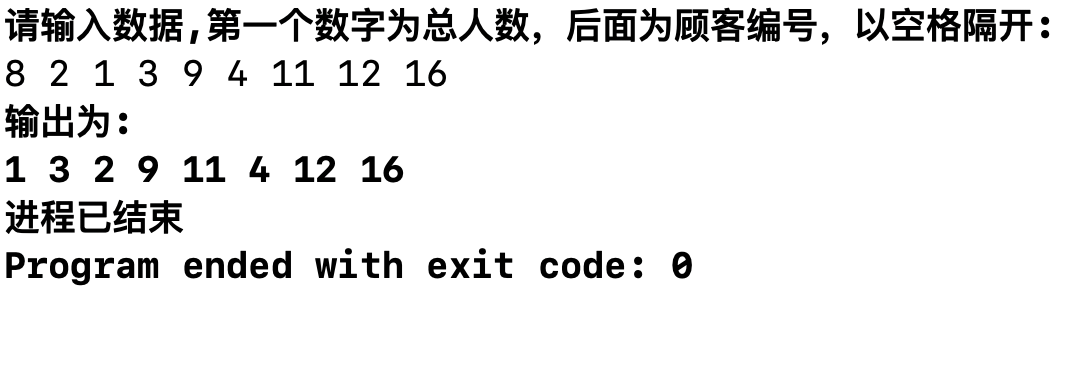 请输入数据,第一个数字为总人数，后面为顾客编号，以空格隔开:
8 2 1 3 9 4 11 12 16
输出为:
1 3 2 9 11 4 12 16
进程已结束
Program ended with exit code: 0